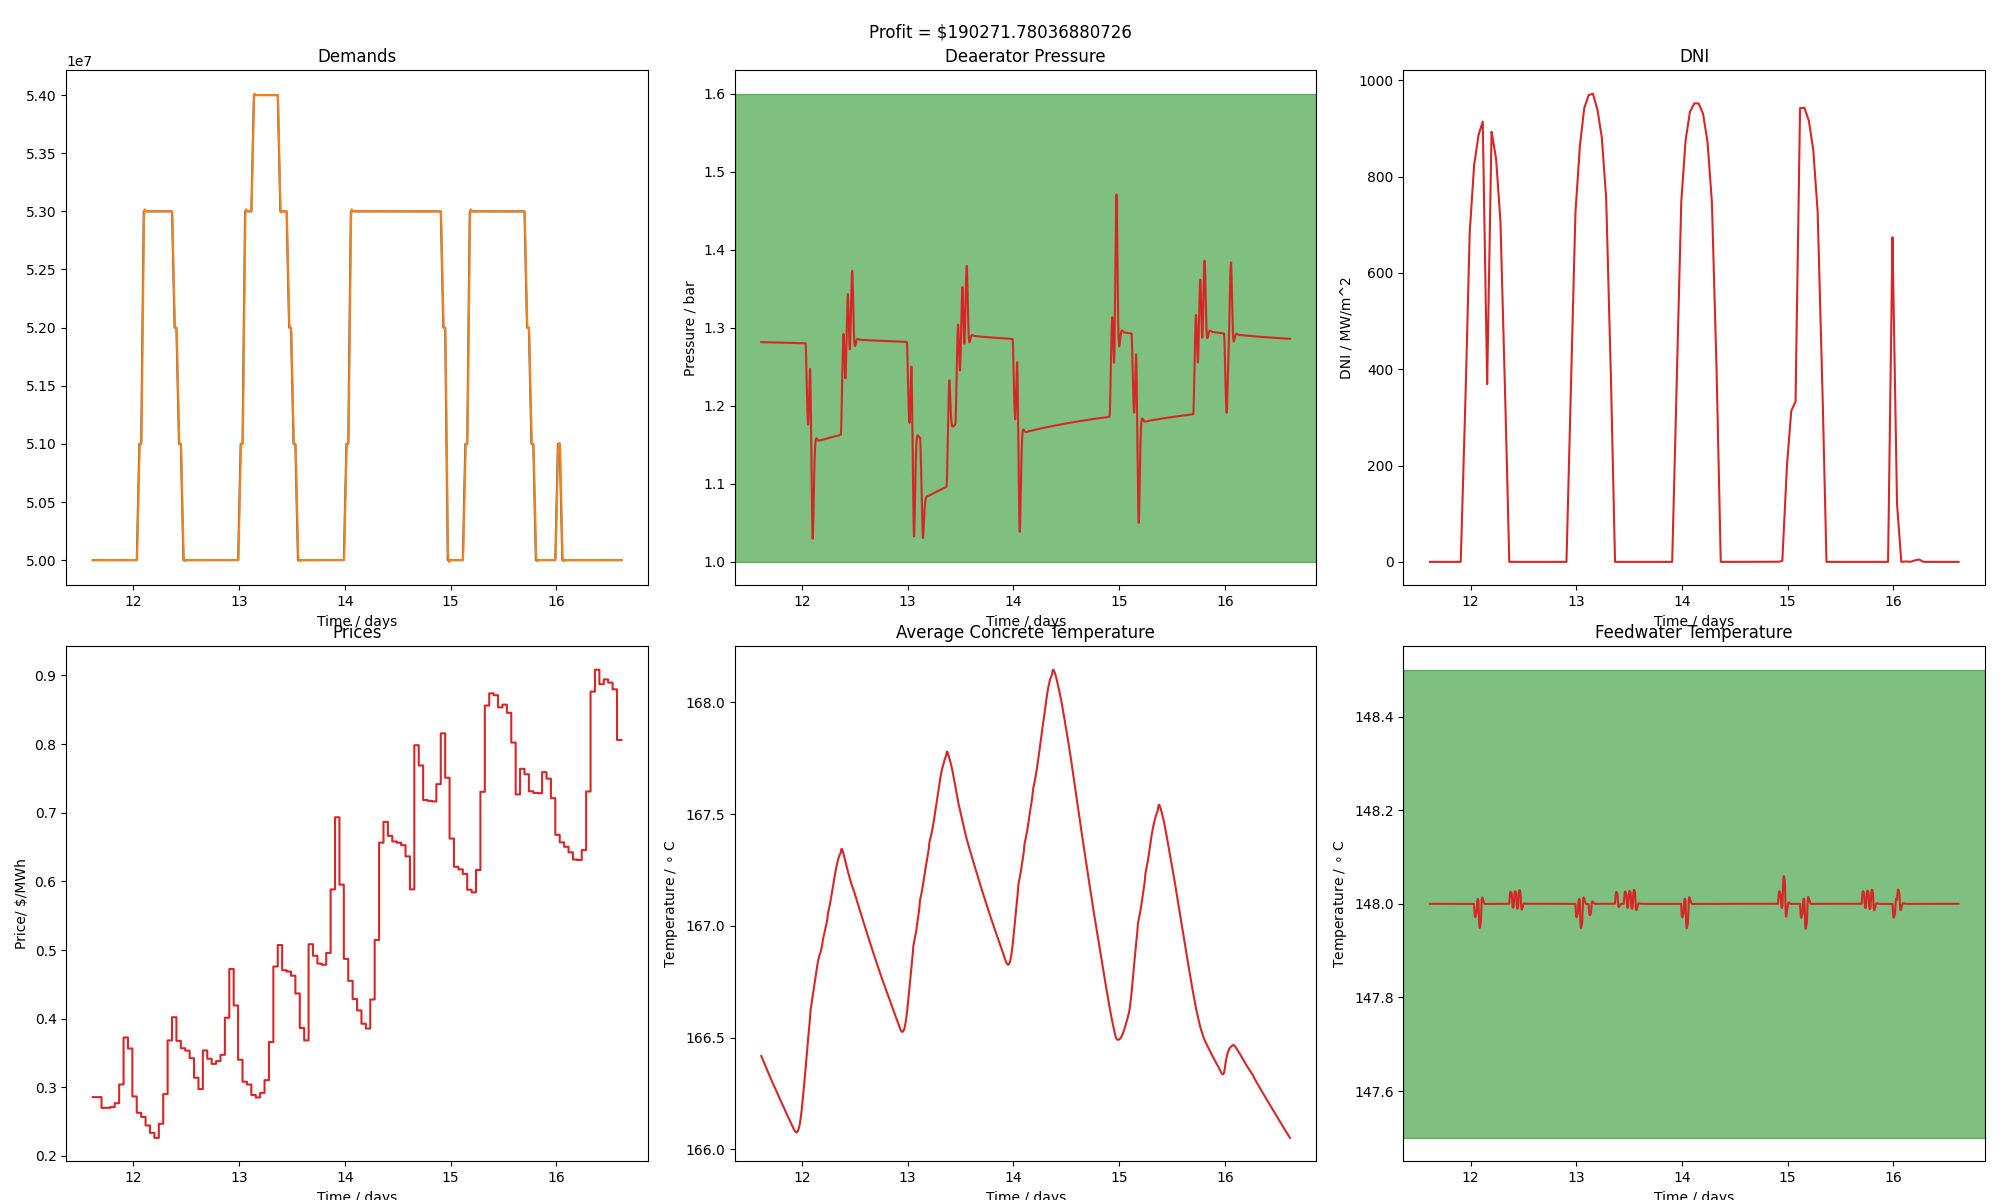 Profit = $190271.78036880726
Demands
1e7
5.40
5.35
5.30
5.25
5.20
5.15
5.10
5.05
5.00
12 13 14 15 16
Time / days
Deaerator Pressure
Pressure / bar
1.6
1.5
1.4
1.3
1.2
1.1
1.0
12 13 14 15 16
Time / days
DNI
DNI / MW/m^2
1000
800
600
400
200
0
12 13 14 15 16
Time / days
Prices
Price/ $/MWh
0.9
0.8
0.7
0.6
0.5
0.4
0.3
0.2
12 13 14 15 16
Time / days
Average Concrete Temperature
Temperature / ∘ C
168.0
167.5
167.0
166.5
166.0
12 13 14 15 16
Time / days
Feedwater Temperature
Temperature / ∘ C
148.4
148.2
148.0
147.8
147.6
12 13 14 15 16
Time / days